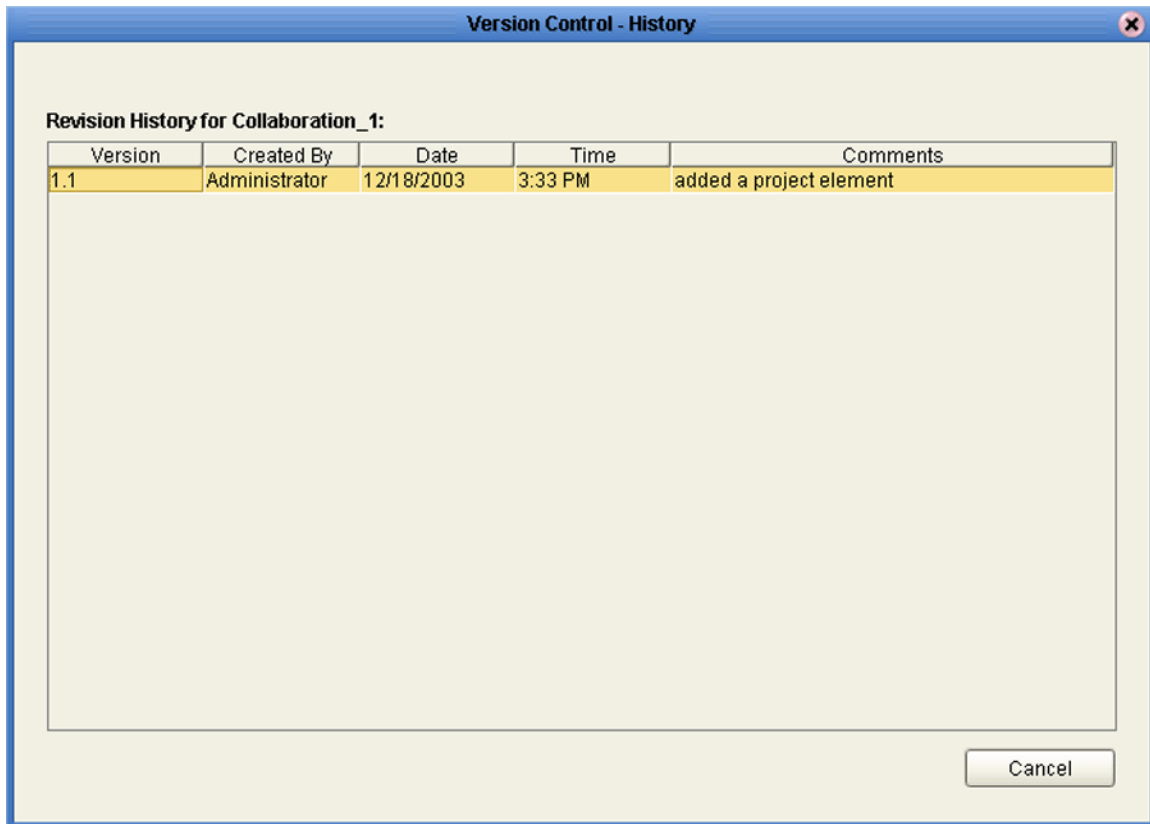 Version Control - History
Revision History for Collaboration_1:
Version Created By Date Time Comments
1.1 Administrator 12/18/2003 3:33 PM added a project element
Cancel